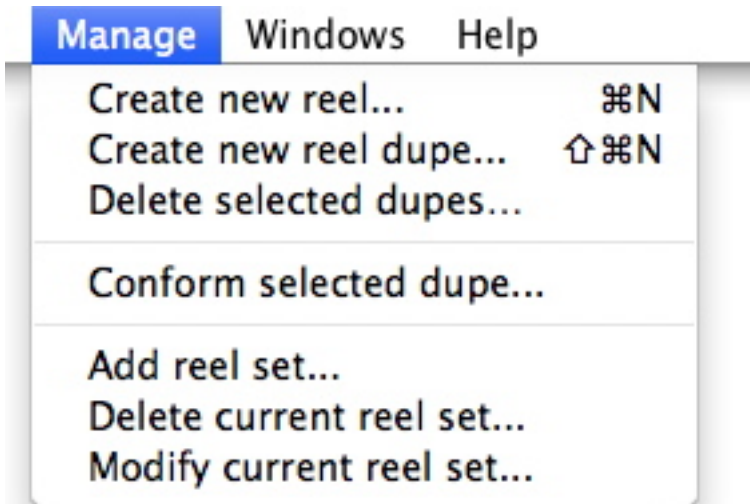 Manage Windows Help
Create new reel... ⌘N
Create new reel dupe... ⇧⌘N
Delete selected dupes...
Conform selected dupe...
Add reel set...
Delete current reel set...
Modify current reel set...